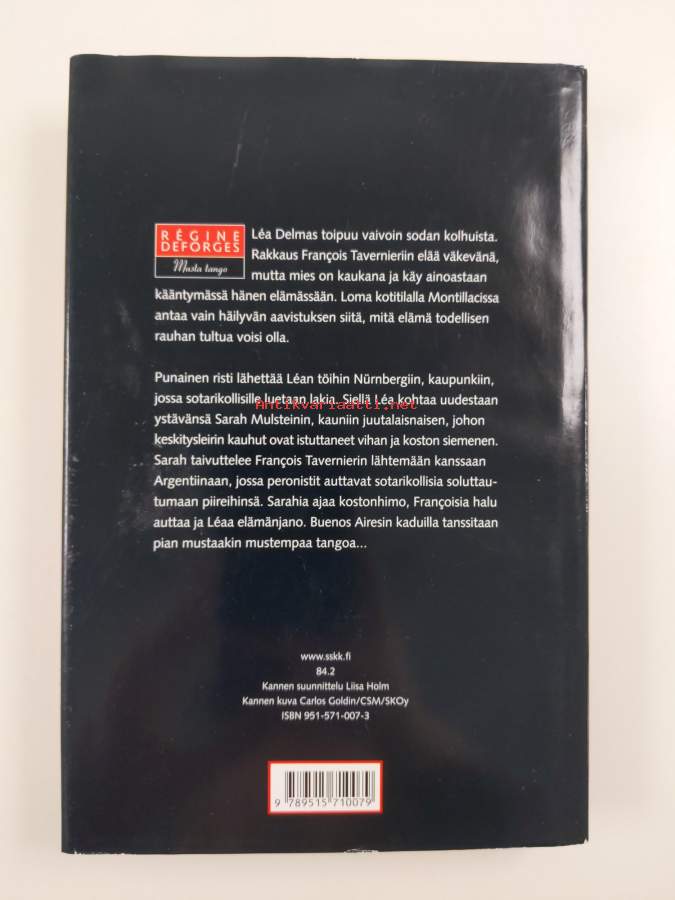 RÉGINE
DEFORGES
Musta tango
Léa Delmas toipuu vaivoin sodan kolhuista.
Rakkaus François Tavernieriin elää väkevänä,
mutta mies on kaukana ja käy ainoastaan
kääntymässä hänen elämässään. Loma kotitilalla Montillacissa
antaa vain häilyvän aavistuksen siitä, mitä elämä todellisen
rauhan tultua voisi olla.
Punainen risti lähettää Léan töihin Nürnbergiin, kaupunkiin,
jossa sotarikollisille luetaan lakia. Siellä Léa kohtaa uudestaan
Antikvariaatti.net
ystävänsä Sarah Mulsteinin, kauniin juutalaisnaisen, johon
keskitysleirin kauhut ovat istuttaneet vihan ja koston siemenen.
Sarah taivuttelee François Tavernierin lähtemään kanssaan
Argentiinaan, jossa peronistit auttavat sotarikollisia soluttau-
tumaan piireihinsä. Sarahia ajaa kostonhimo, Françoisia halu
auttaa ja Léaa elämänjano. Buenos Airesin kaduilla tanssitaan
pian mustaakin mustempaa tangoa...
www.sskk.fi
84.2
Kannen suunnittelu Liisa Holm
Kannen kuva Carlos Goldin/CSM/SKOy
ISBN 951-571-007-3
9 789515 710079